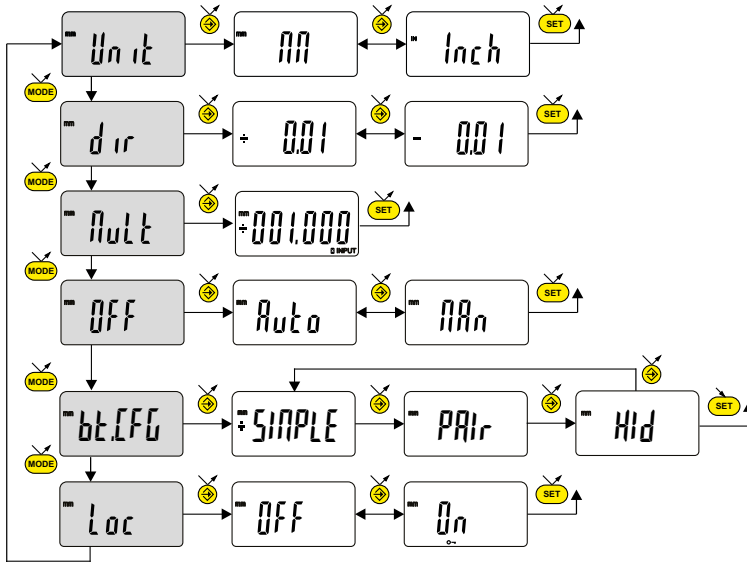 mm Unit
mm MM
IN Inch
SET
MODE
mm dir
÷ 0.01
- 0.01
SET
MODE
mm Mult
mm ÷001.000
0 INPUT
SET
MODE
mm OFF
mm Auto
mm MAn
SET
MODE
mm bt.CFG
mm ÷ SIMPLE
mm PAIr
mm HId
SET
MODE
mm Loc
mm OFF
mm On
SET